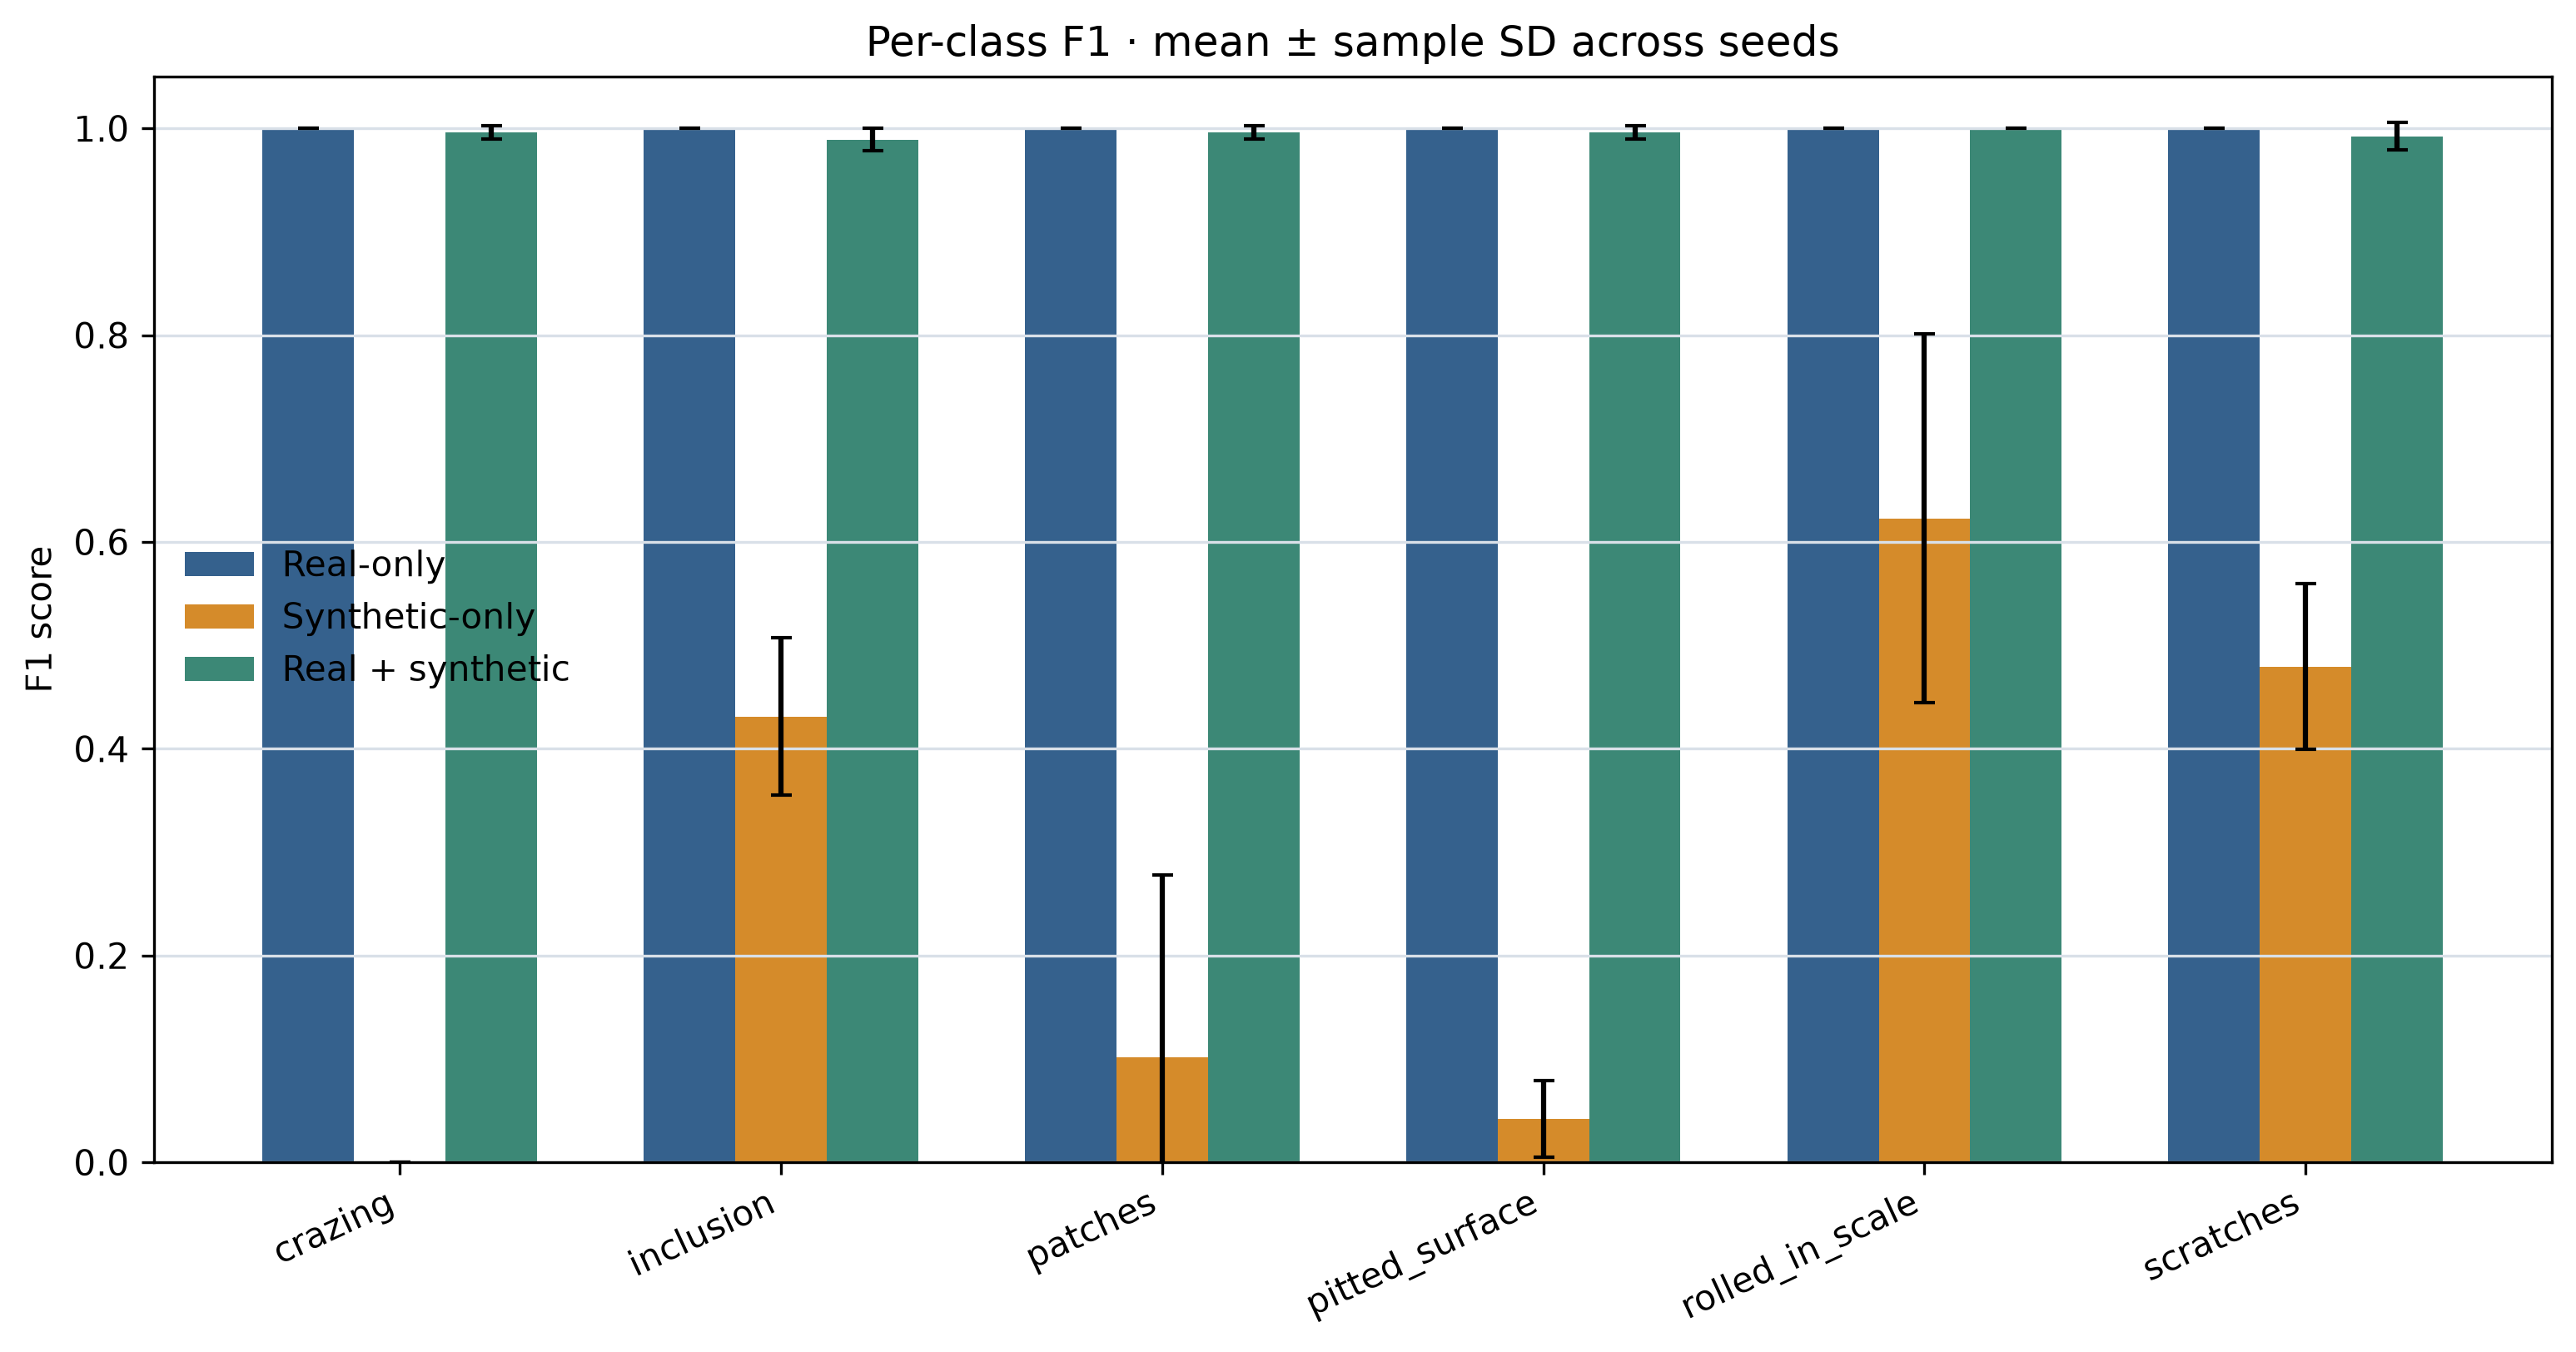 Per-class F1 · mean ± sample SD across seeds
F1 score
1.0
0.8
0.6
0.4
0.2
0.0
Real-only
Synthetic-only
Real + synthetic
crazing
inclusion
patches
pitted_surface
rolled_in_scale
scratches